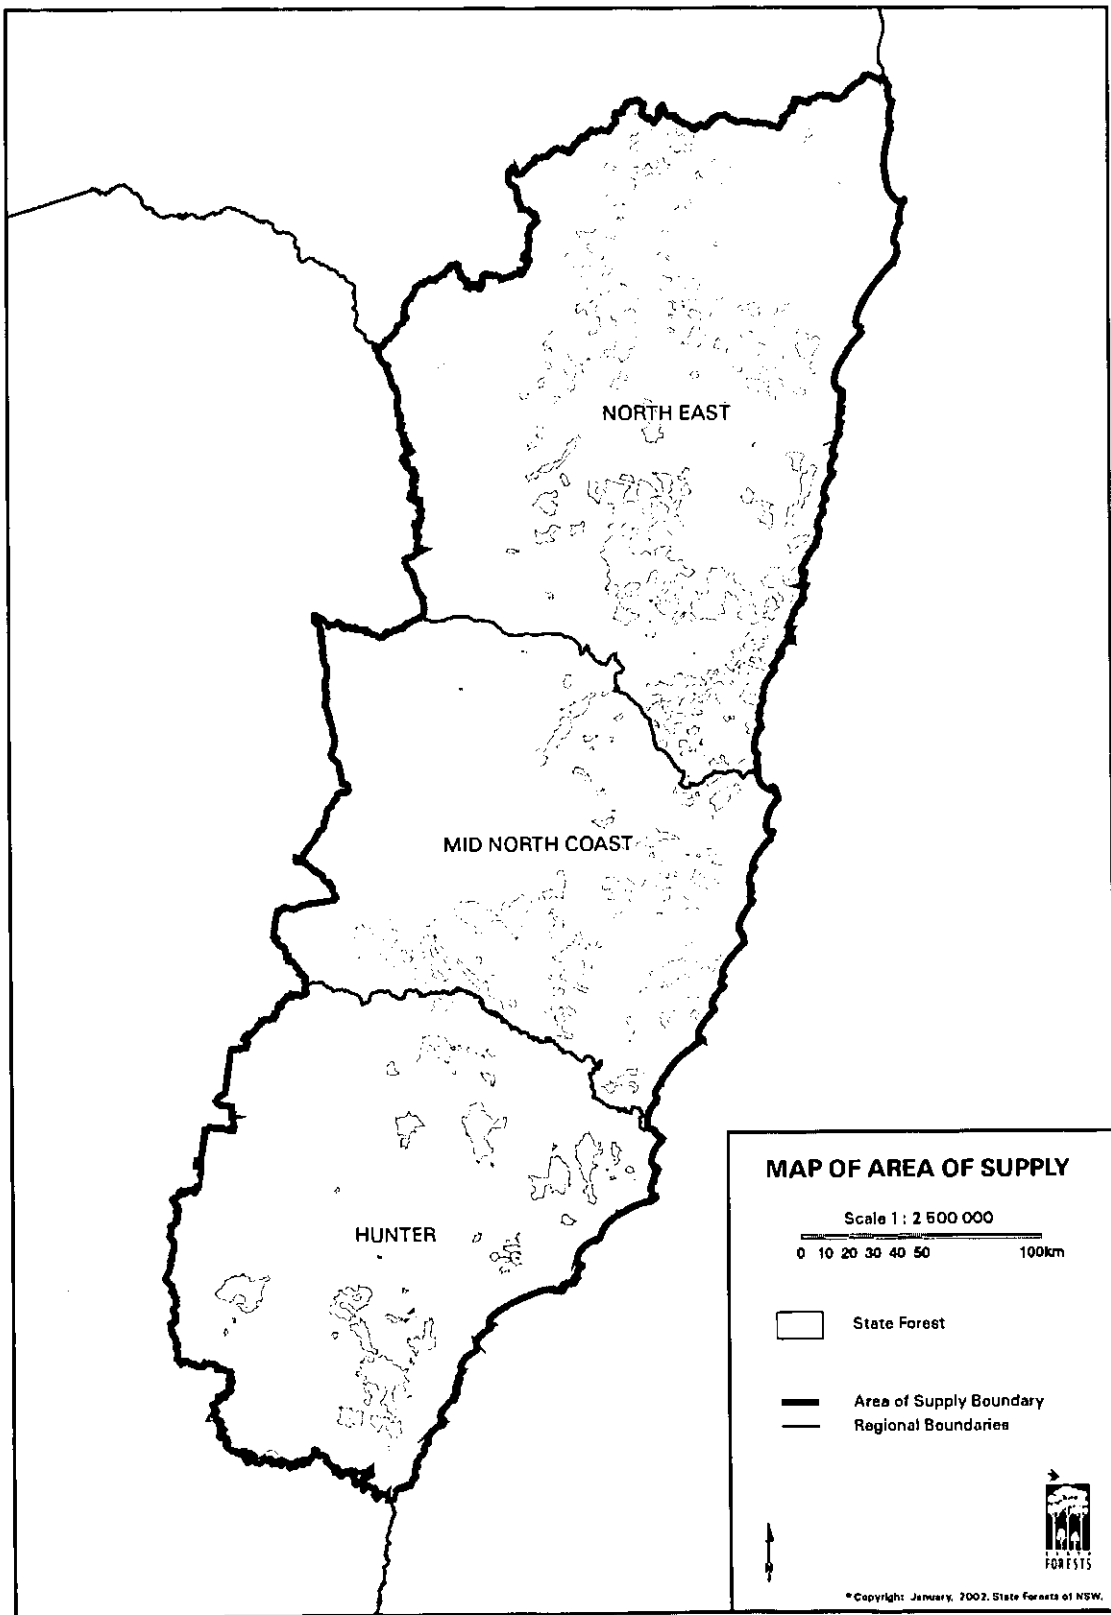 NORTH EAST
MID NORTH COAST
HUNTER
MAP OF AREA OF SUPPLY
Scale 1 : 2 500 000
0 10 20 30 40 50 100km
State Forest
Area of Supply Boundary
Regional Boundaries
N
STATE
FORESTS
©Copyright January, 2002. State Forests of NSW.